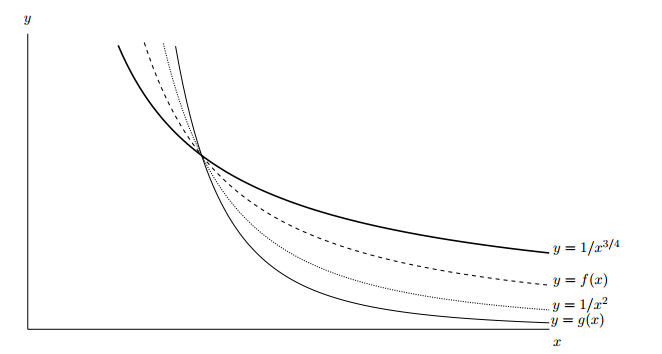 y
y = 1/x^{3/4}
y = f(x)
y = 1/x^2
y = g(x)
x